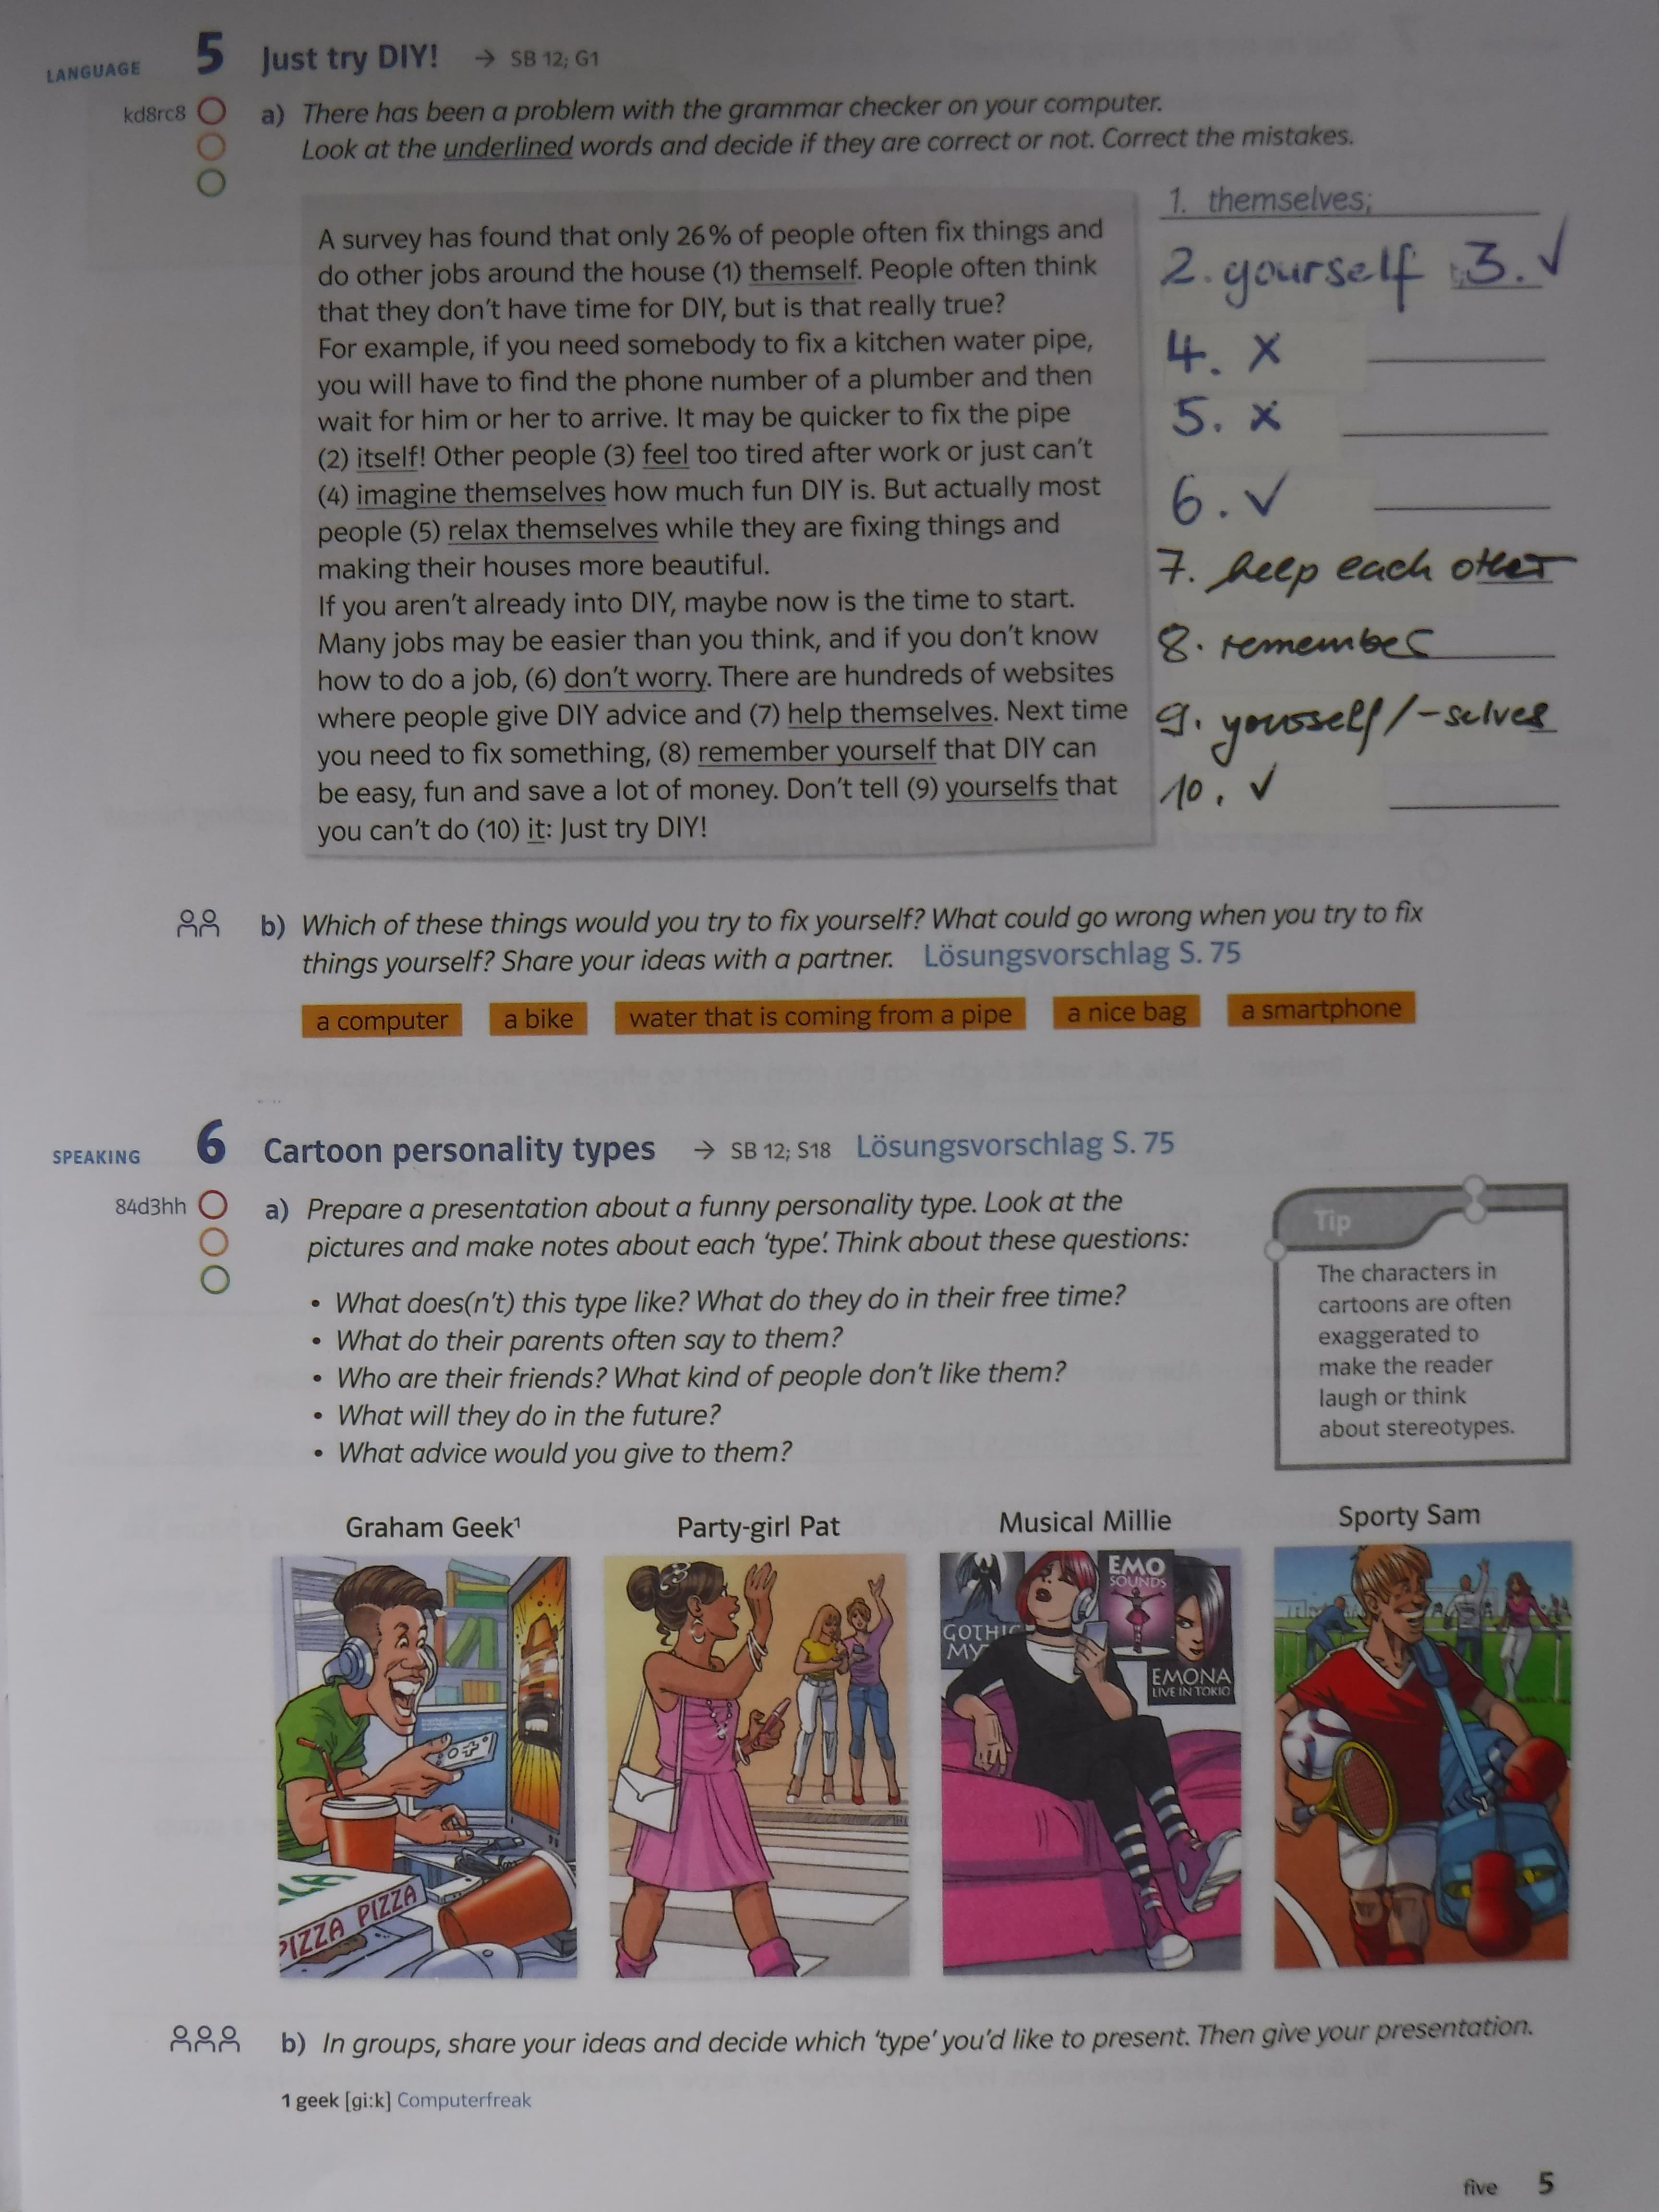 LANGUAGE 5 Just try DIY! → SB 12; G1
kd8rc8 a) There has been a problem with the grammar checker on your computer.
Look at the underlined words and decide if they are correct or not. Correct the mistakes.
A survey has found that only 26% of people often fix things and
do other jobs around the house (1) themself. People often think
that they don't have time for DIY, but is that really true?
For example, if you need somebody to fix a kitchen water pipe,
you will have to find the phone number of a plumber and then
wait for him or her to arrive. It may be quicker to fix the pipe
(2) itself! Other people (3) feel too tired after work or just can't
(4) imagine themselves how much fun DIY is. But actually most
people (5) relax themselves while they are fixing things and
making their houses more beautiful.
If you aren't already into DIY, maybe now is the time to start.
Many jobs may be easier than you think, and if you don't know
how to do a job, (6) don't worry. There are hundreds of websites
where people give DIY advice and (7) help themselves. Next time
you need to fix something, (8) remember yourself that DIY can
be easy, fun and save a lot of money. Don't tell (9) yourselfs that
you can't do (10) it: Just try DIY!
1. themselves;
2. yourself 3. ✓
4. x
5. x
6. ✓
7. help each other
8. remember
9. yourself/-selves
10. ✓
b) Which of these things would you try to fix yourself? What could go wrong when you try to fix
things yourself? Share your ideas with a partner. Lösungsvorschlag S. 75
a computer a bike water that is coming from a pipe a nice bag a smartphone
SPEAKING 6 Cartoon personality types → SB 12; S18 Lösungsvorschlag S. 75
84d3hh a) Prepare a presentation about a funny personality type. Look at the
pictures and make notes about each 'type'. Think about these questions:
• What does(n't) this type like? What do they do in their free time?
• What do their parents often say to them?
• Who are their friends? What kind of people don't like them?
• What will they do in the future?
• What advice would you give to them?
Tip
The characters in
cartoons are often
exaggerated to
make the reader
laugh or think
about stereotypes.
Graham Geek¹ Party-girl Pat Musical Millie Sporty Sam
PIZZA PIZZA
GOTHIC
MY
EMO
SOUNDS
EMONA
LIVE IN TOKIO
b) In groups, share your ideas and decide which 'type' you'd like to present. Then give your presentation.
1 geek [giːk] Computerfreak
five 5